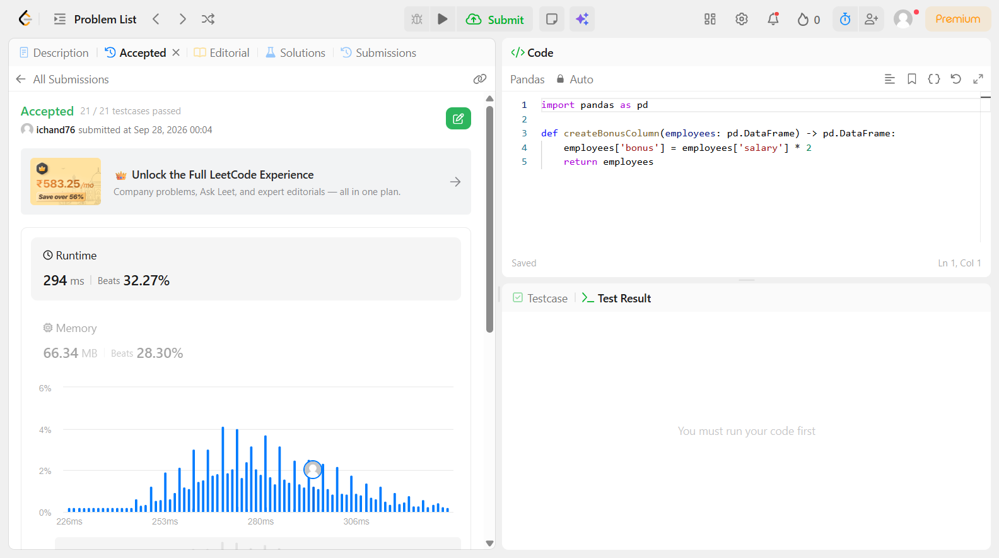 Problem List
Submit
0
Premium
Description
Accepted
Editorial
Solutions
Submissions
All Submissions
Accepted 21 / 21 testcases passed
ichand76 submitted at Sep 28, 2026 00:04
₹583.25/mo
Save over 56%
Unlock the Full LeetCode Experience
Company problems, Ask Leet, and expert editorials — all in one plan.
Runtime
294 ms Beats 32.27%
Memory
66.34 MB Beats 28.30%
6%
4%
2%
0%
226ms 253ms 280ms 306ms
</> Code
Pandas Auto
1 import pandas as pd
2
3 def createBonusColumn(employees: pd.DataFrame) -> pd.DataFrame:
4 employees['bonus'] = employees['salary'] * 2
5 return employees
Saved Ln 1, Col 1
Testcase
Test Result
You must run your code first